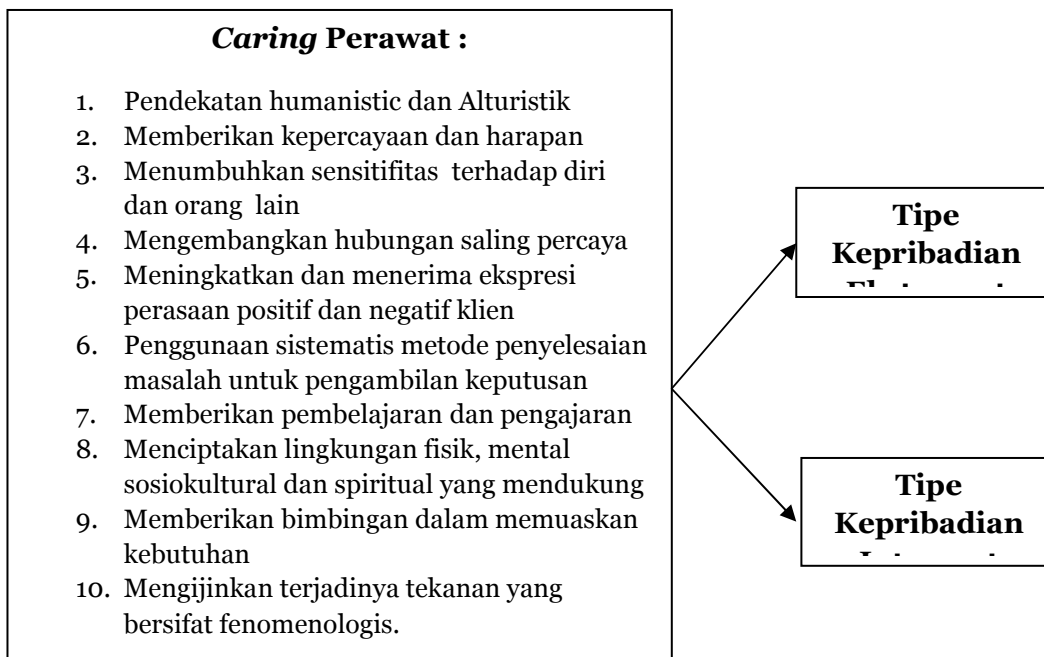 Caring Perawat :
1. Pendekatan humanistic dan Alturistik
2. Memberikan kepercayaan dan harapan
3. Menumbuhkan sensitifitas terhadap diri
dan orang lain
4. Mengembangkan hubungan saling percaya
5. Meningkatkan dan menerima ekspresi
perasaan positif dan negatif klien
6. Penggunaan sistematis metode penyelesaian
masalah untuk pengambilan keputusan
7. Memberikan pembelajaran dan pengajaran
8. Menciptakan lingkungan fisik, mental
sosiokultural dan spiritual yang mendukung
9. Memberikan bimbingan dalam memuaskan
kebutuhan
10. Mengijinkan terjadinya tekanan yang
bersifat fenomenologis.
Tipe
Kepribadian
Tipe
Kepribadian